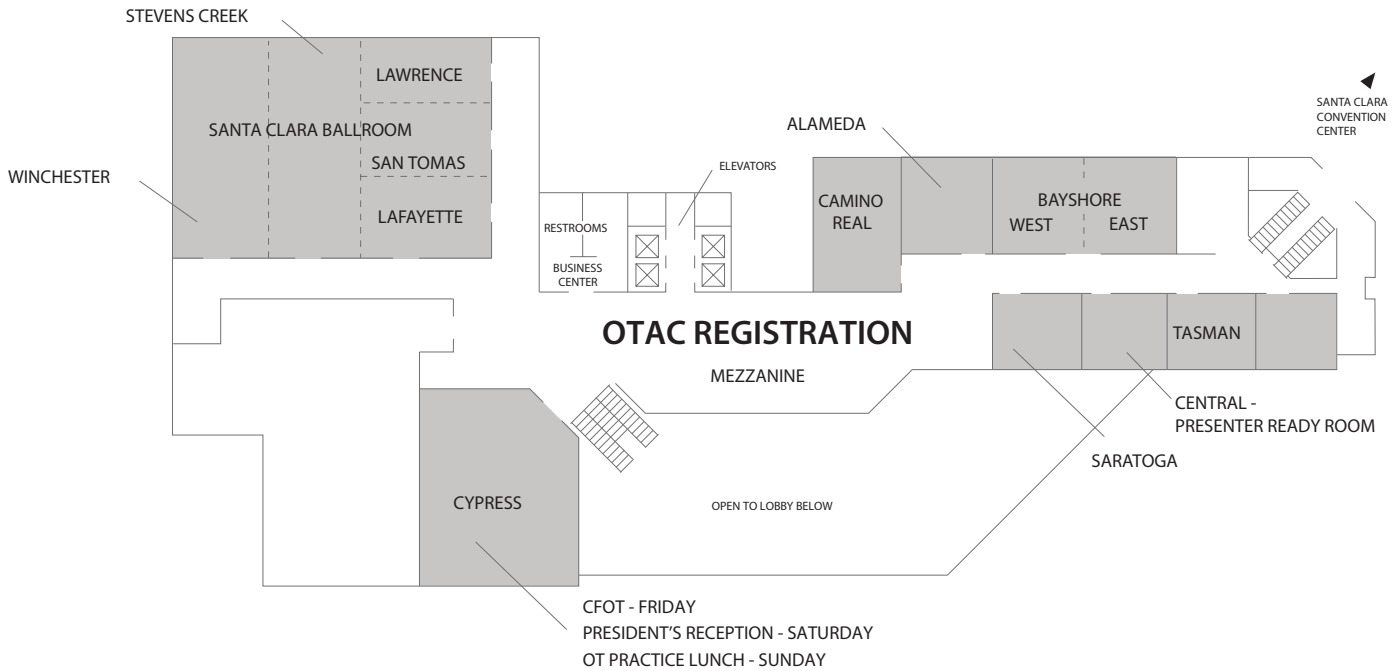 STEVENS CREEK
LAWRENCE
SANTA CLARA BALLROOM
SAN TOMAS
LAFAYETTE
WINCHESTER
RESTROOMS
BUSINESS
CENTER
ELEVATORS
ALAMEDA
CAMINO
REAL
BAYSHORE
WEST
EAST
SANTA CLARA
CONVENTION
CENTER
OTAC REGISTRATION
MEZZANINE
TASMAN
CENTRAL -
PRESENTER READY ROOM
SARATOGA
CYPRESS
OPEN TO LOBBY BELOW
CFOT - FRIDAY
PRESIDENT’S RECEPTION - SATURDAY
OT PRACTICE LUNCH - SUNDAY